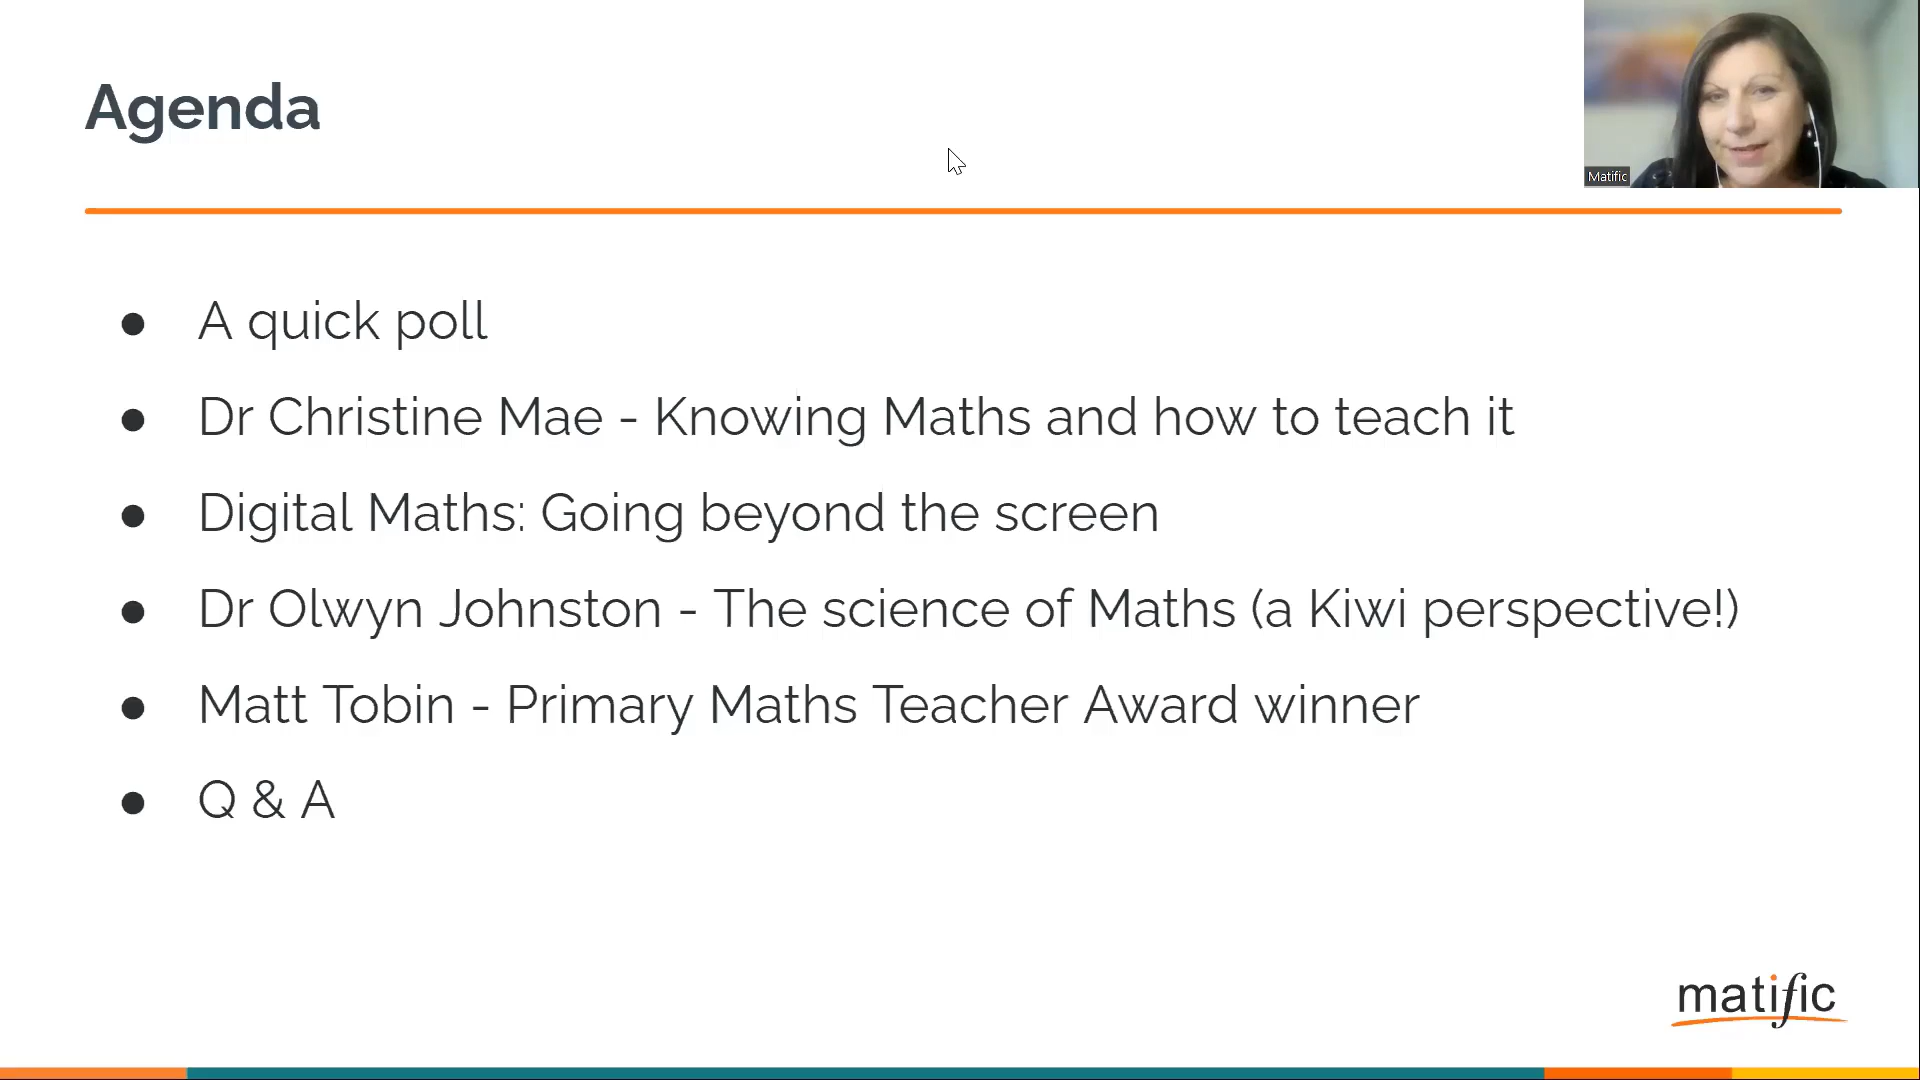 Agenda
Matific
A quick poll
Dr Christine Mae - Knowing Maths and how to teach it
Digital Maths: Going beyond the screen
Dr Olwyn Johnston - The science of Maths (a Kiwi perspective!)
Matt Tobin - Primary Maths Teacher Award winner
Q & A
matific